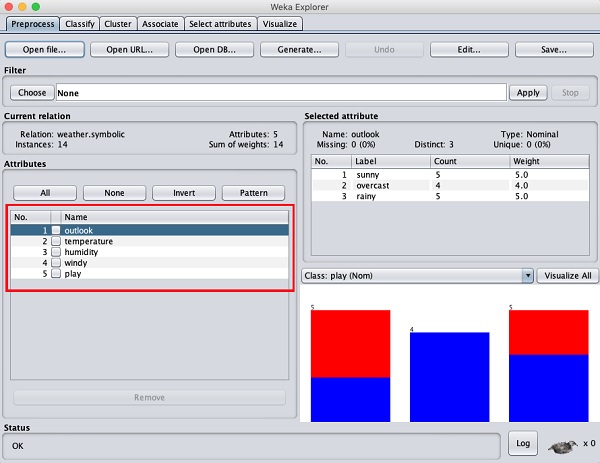 Weka Explorer
Preprocess Classify Cluster Associate Select attributes Visualize
Open file... Open URL... Open DB... Generate... Undo Edit... Save...
Filter
Choose None Apply Stop
Current relation
Relation: weather.symbolic Attributes: 5
Instances: 14 Sum of weights: 14
Attributes
All None Invert Pattern
No. Name
1 outlook
2 temperature
3 humidity
4 windy
5 play
Remove
Selected attribute
Name: outlook Type: Nominal
Missing: 0 (0%) Distinct: 3 Unique: 0 (0%)
No. Label Count Weight
1 sunny 5 5.0
2 overcast 4 4.0
3 rainy 5 5.0
Class: play (Nom) Visualize All
5 4 5
Status
OK Log x 0